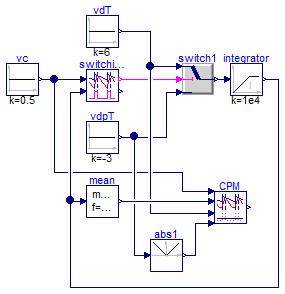 vdT
k=6
vc
k=0.5
switchi...
switch1
integrator
k=1e4
vdpT
k=-3
mean
m...
f=...
CPM
abs1